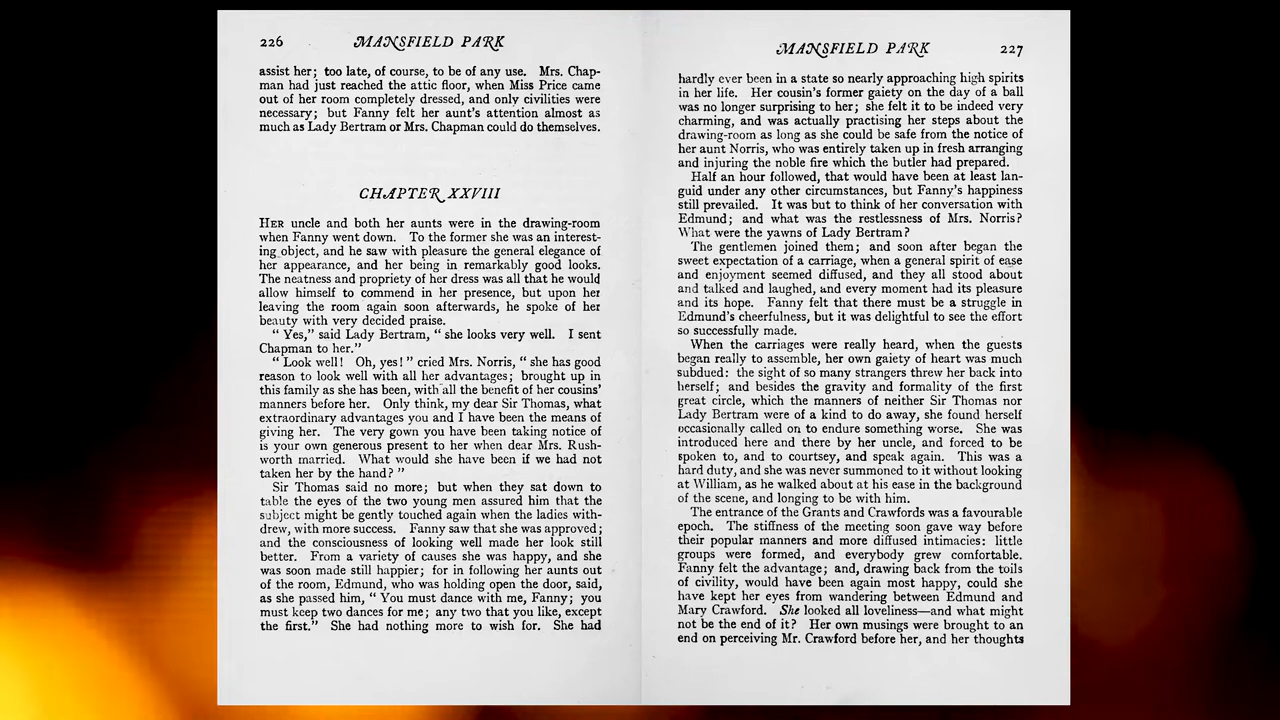 226 MANSFIELD PARK
assist her; too late, of course, to be of any use. Mrs. Chap-
man had just reached the attic floor, when Miss Price came
out of her room completely dressed, and only civilities were
necessary; but Fanny felt her aunt's attention almost as
much as Lady Bertram or Mrs. Chapman could do themselves.
CHAPTER XXVIII
HER uncle and both her aunts were in the drawing-room
when Fanny went down. To the former she was an interest-
ing object, and he saw with pleasure the general elegance of
her appearance, and her being in remarkably good looks.
The neatness and propriety of her dress was all that he would
allow himself to commend in her presence, but upon her
leaving the room again soon afterwards, he spoke of her
beauty with very decided praise.
" Yes," said Lady Bertram, " she looks very well. I sent
Chapman to her."
" Look well! Oh, yes! " cried Mrs. Norris, " she has good
reason to look well with all her advantages; brought up in
this family as she has been, with all the benefit of her cousins'
manners before her. Only think, my dear Sir Thomas, what
extraordinary advantages you and I have been the means of
giving her. The very gown you have been taking notice of
is your own generous present to her when dear Mrs. Rush-
worth married. What would she have been if we had not
taken her by the hand? "
Sir Thomas said no more; but when they sat down to
table the eyes of the two young men assured him that the
subject might be gently touched again when the ladies with-
drew, with more success. Fanny saw that she was approved;
and the consciousness of looking well made her look still
better. From a variety of causes she was happy, and she
was soon made still happier; for in following her aunts out
of the room, Edmund, who was holding open the door, said,
as she passed him, " You must dance with me, Fanny; you
must keep two dances for me; any two that you like, except
the first." She had nothing more to wish for. She had
MANSFIELD PARK 227
hardly ever been in a state so nearly approaching high spirits
in her life. Her cousin's former gaiety on the day of a ball
was no longer surprising to her; she felt it to be indeed very
charming, and was actually practising her steps about the
drawing-room as long as she could be safe from the notice of
her aunt Norris, who was entirely taken up in fresh arranging
and injuring the noble fire which the butler had prepared.
Half an hour followed, that would have been at least lan-
guid under any other circumstances, but Fanny's happiness
still prevailed. It was but to think of her conversation with
Edmund; and what was the restlessness of Mrs. Norris?
What were the yawns of Lady Bertram?
The gentlemen joined them; and soon after began the
sweet expectation of a carriage, when a general spirit of ease
and enjoyment seemed diffused, and they all stood about
and talked and laughed, and every moment had its pleasure
and its hope. Fanny felt that there must be a struggle in
Edmund's cheerfulness, but it was delightful to see the effort
so successfully made.
When the carriages were really heard, when the guests
began really to assemble, her own gaiety of heart was much
subdued: the sight of so many strangers threw her back into
herself; and besides the gravity and formality of the first
great circle, which the manners of neither Sir Thomas nor
Lady Bertram were of a kind to do away, she found herself
occasionally called on to endure something worse. She was
introduced here and there by her uncle, and forced to be
spoken to, and to courtsey, and speak again. This was a
hard duty, and she was never summoned to it without looking
at William, as he walked about at his ease in the background
of the scene, and longing to be with him.
The entrance of the Grants and Crawfords was a favourable
epoch. The stiffness of the meeting soon gave way before
their popular manners and more diffused intimacies: little
groups were formed, and everybody grew comfortable.
Fanny felt the advantage; and, drawing back from the toils
of civility, would have been again most happy, could she
have kept her eyes from wandering between Edmund and
Mary Crawford. She looked all loveliness—and what might
not be the end of it? Her own musings were brought to an
end on perceiving Mr. Crawford before her, and her thoughts